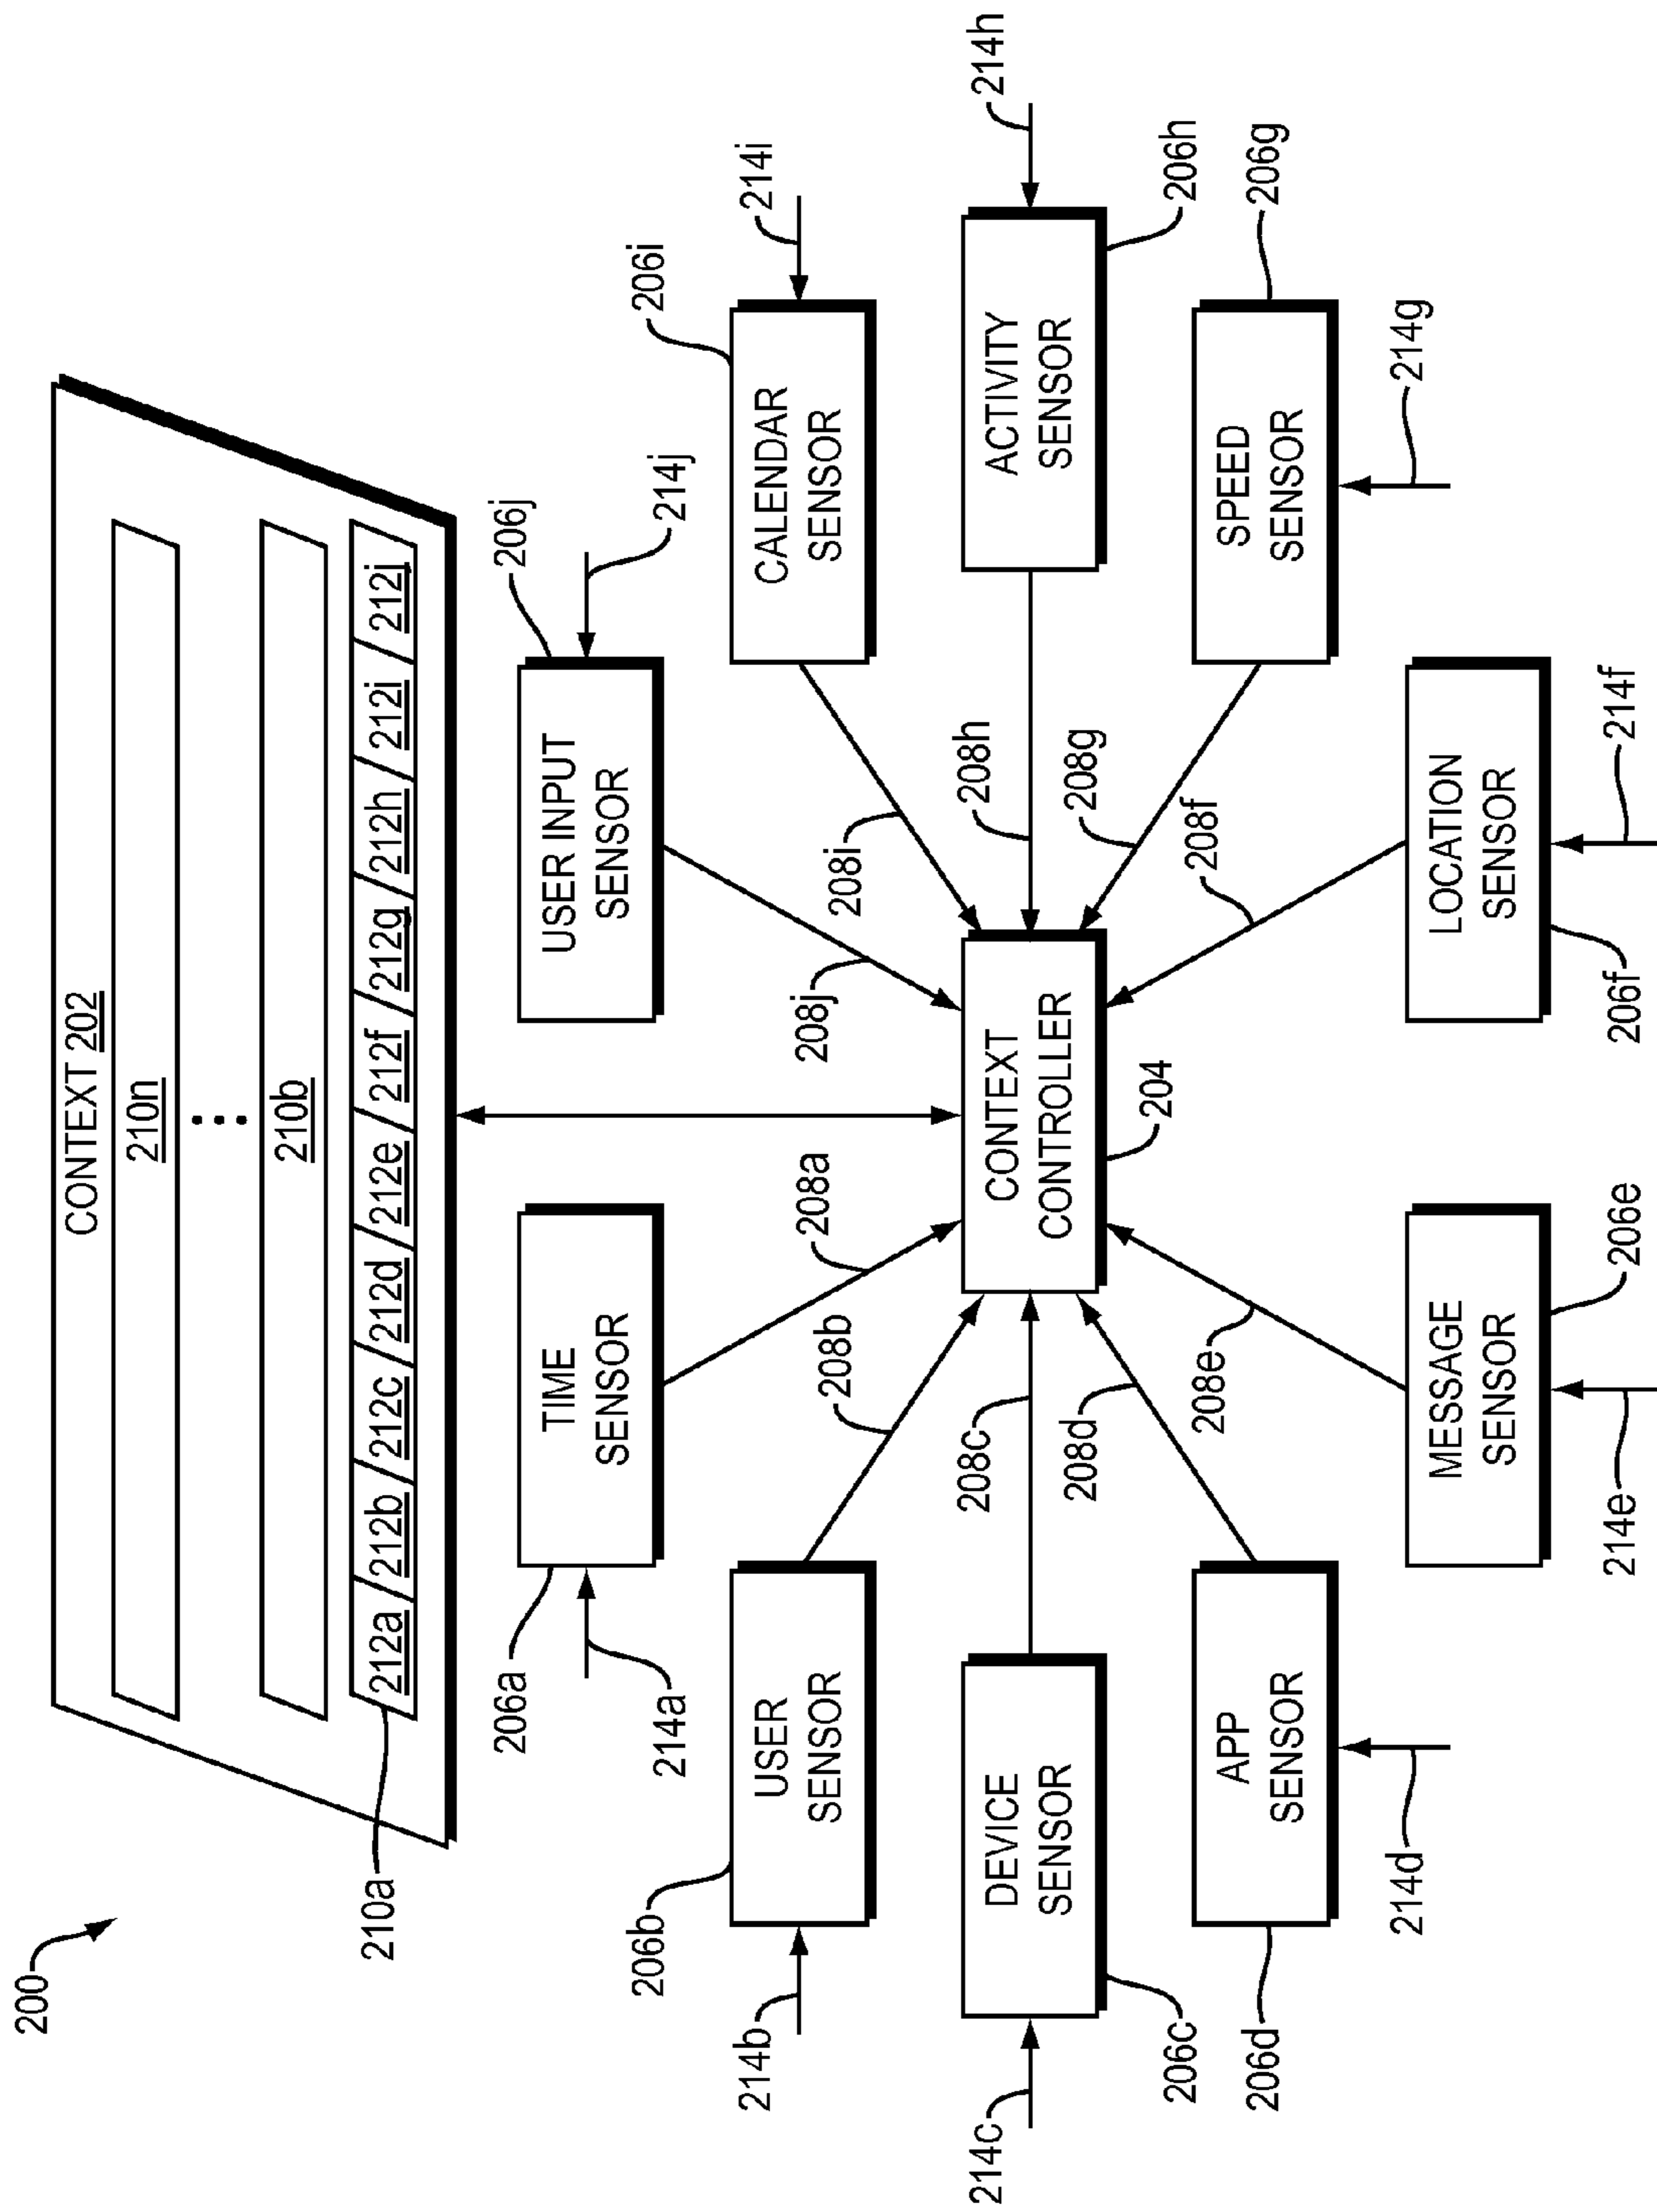 200
CONTEXT 202
210n
...
210b
212a 212b 212c 212d 212e 212f 212g 212h 212i 212j
210a
206a
TIME
SENSOR
214a
208a
USER INPUT
SENSOR
206j
214j
208j
206b
USER
SENSOR
214b
208b
CALENDAR
SENSOR
206i
214i
208i
214c
DEVICE
SENSOR
206c
208c
CONTEXT
CONTROLLER
204
208h
ACTIVITY
SENSOR
214h
206h
206d
APP
SENSOR
214d
208d
208g
SPEED
SENSOR
206g
214g
208e
MESSAGE
SENSOR
206e
214e
208f
LOCATION
SENSOR
206f
214f